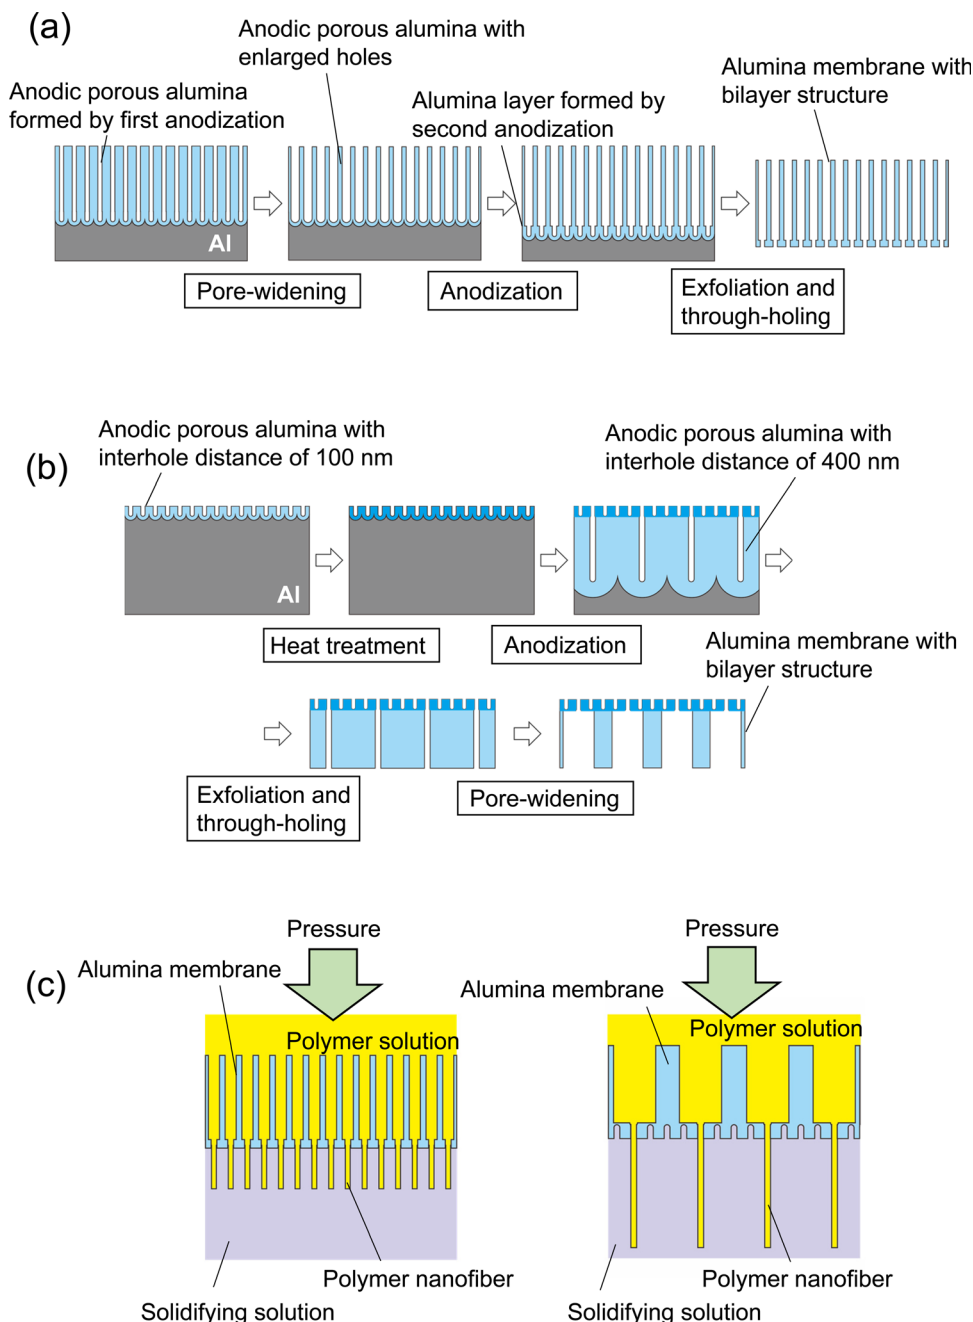 (a)
Anodic porous alumina with
enlarged holes
Alumina membrane with
bilayer structure
Anodic porous alumina
formed by first anodization
Alumina layer formed by
second anodization
Al
Pore-widening
Anodization
Exfoliation and
through-holing
(b)
Anodic porous alumina with
interhole distance of 100 nm
Anodic porous alumina with
interhole distance of 400 nm
Al
Heat treatment
Anodization
Alumina membrane with
bilayer structure
Exfoliation and
through-holing
Pore-widening
(c)
Pressure
Alumina membrane
Polymer solution
Polymer nanofiber
Solidifying solution
Pressure
Alumina membrane
Polymer solution
Polymer nanofiber
Solidifying solution